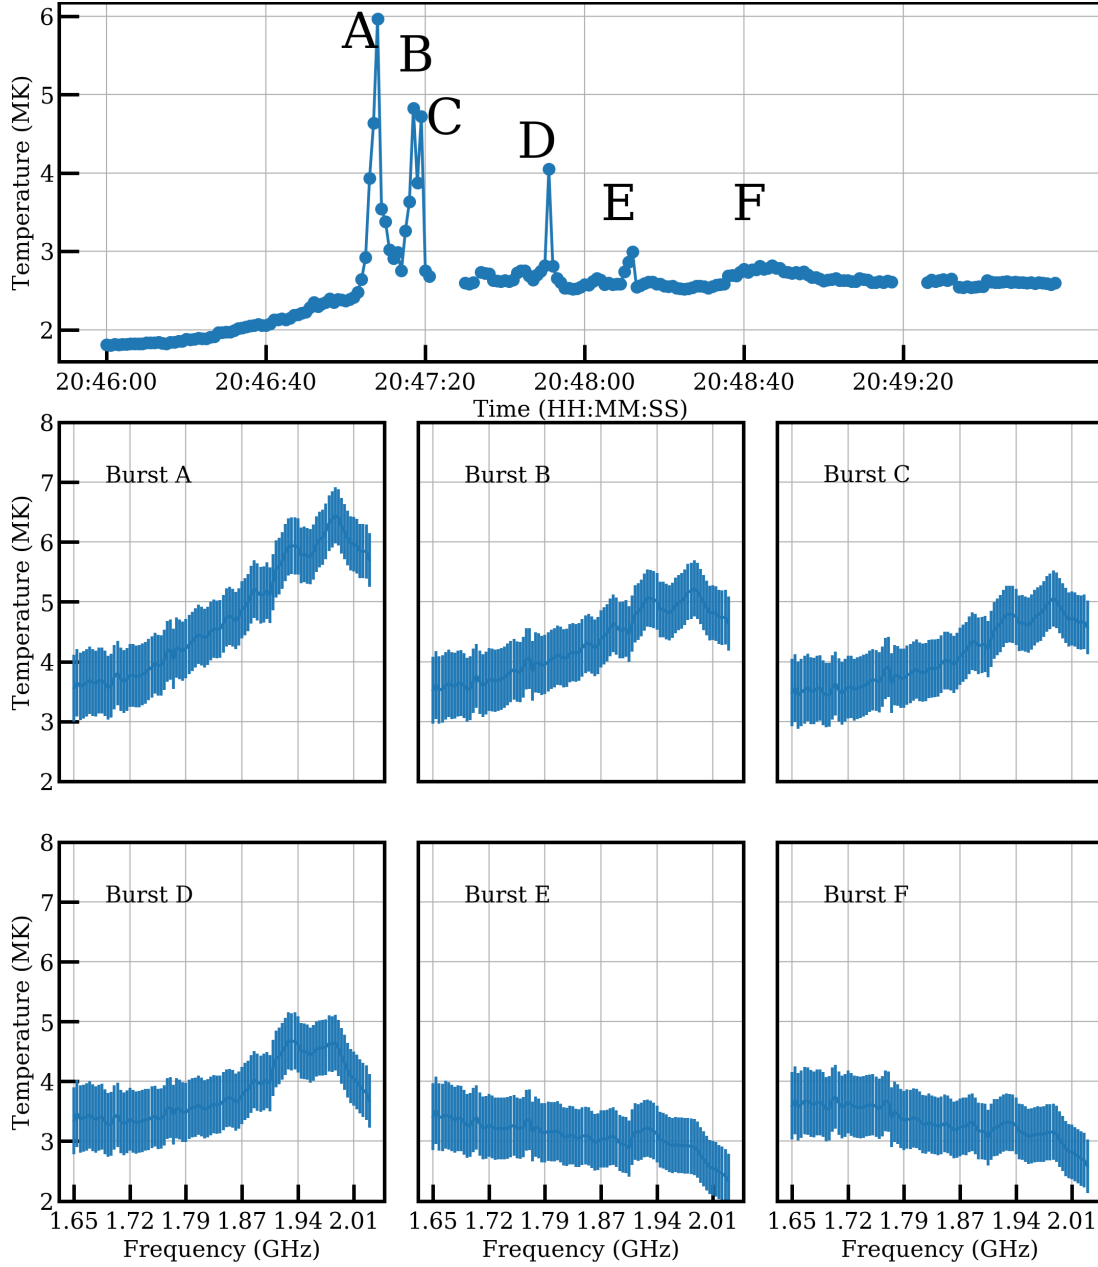 6
5
4
3
2
Temperature (MK)
A
B
C
D
E
F
20:46:00 20:46:40 20:47:20 20:48:00 20:48:40 20:49:20
Time (HH:MM:SS)
8
7
6
5
4
3
2
Temperature (MK)
Burst A
Burst B
Burst C
8
7
6
5
4
3
2
Temperature (MK)
Burst D
Burst E
Burst F
1.65 1.72 1.79 1.87 1.94 2.01
1.65 1.72 1.79 1.87 1.94 2.01
1.65 1.72 1.79 1.87 1.94 2.01
Frequency (GHz)
Frequency (GHz)
Frequency (GHz)